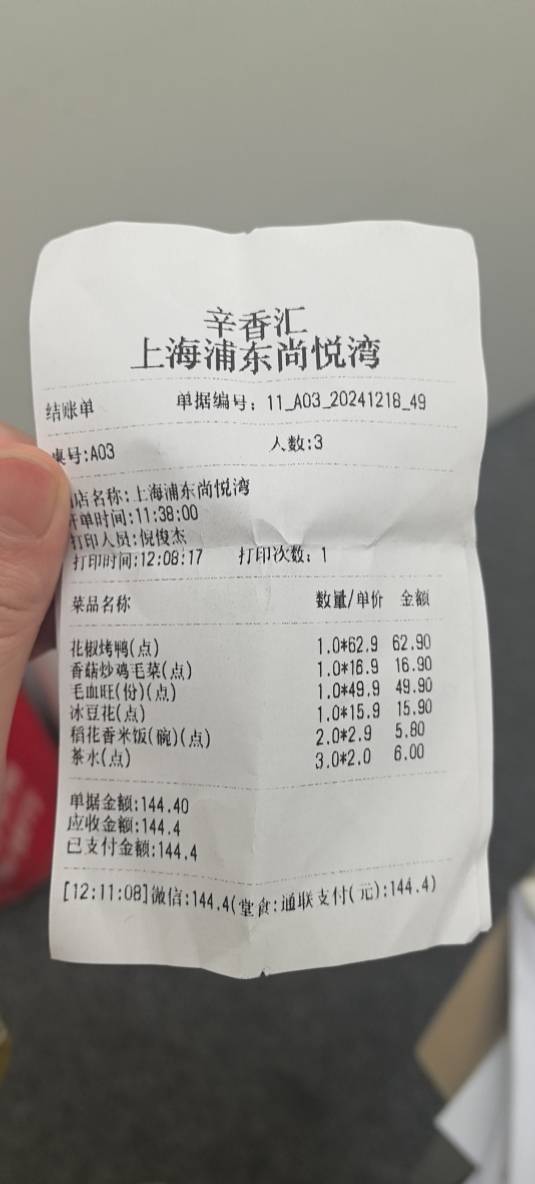 辛香汇
上海浦东尚悦湾
结账单 单据编号: 11_A03_20241218_49
桌号:A03 人数:3
店名称:上海浦东尚悦湾
开单时间:11:38:00
打印人员:倪俊杰
打印时间:12:08:17 打印次数: 1
菜品名称 数量/单价 金额
花椒烤鸭(点) 1.0*62.9 62.90
香菇炒鸡毛菜(点) 1.0*16.9 16.90
毛血旺(份)(点) 1.0*49.9 49.90
冰豆花(点) 1.0*15.9 15.90
稻花香米饭(碗)(点) 2.0*2.9 5.80
茶水(点) 3.0*2.0 6.00
单据金额:144.40
应收金额:144.4
已支付金额:144.4
[12:11:08]微信:144.4(堂食:通联支付(元):144.4)